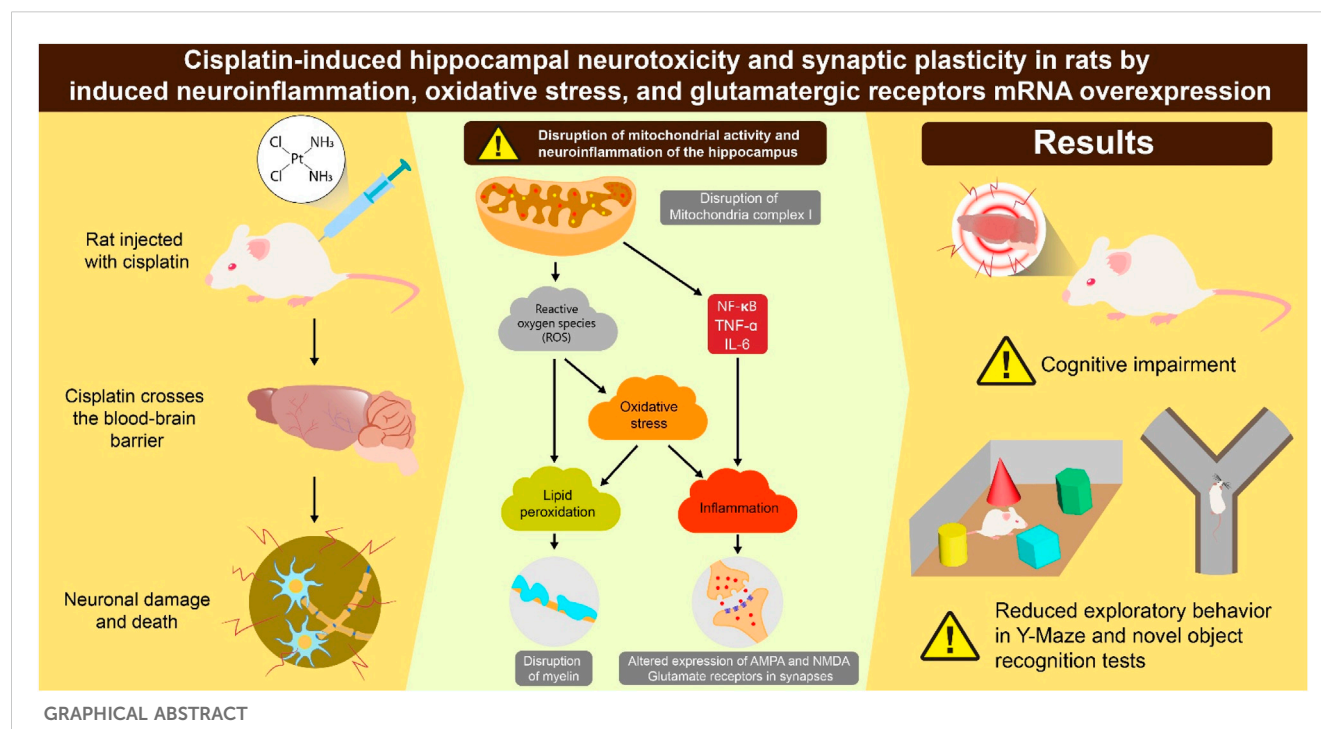 Cisplatin-induced hippocampal neurotoxicity and synaptic plasticity in rats by
induced neuroinflammation, oxidative stress, and glutamatergic receptors mRNA overexpression
Cl
NH₃
Pt
Cl
NH₃
Rat injected
with cisplatin
Cisplatin crosses
the blood-brain
barrier
Neuronal damage
and death
!
Disruption of mitochondrial activity and
neuroinflammation of the hippocampus
Disruption of
Mitochondria complex I
Reactive
oxygen species
(ROS)
NF-κB
TNF-α
IL-6
Oxidative
stress
Lipid
peroxidation
Inflammation
Disruption
of myelin
Altered expression of AMPA and NMDA
Glutamate receptors in synapses
Results
!
Cognitive impairment
!
Reduced exploratory behavior
in Y-Maze and novel object
recognition tests
GRAPHICAL ABSTRACT